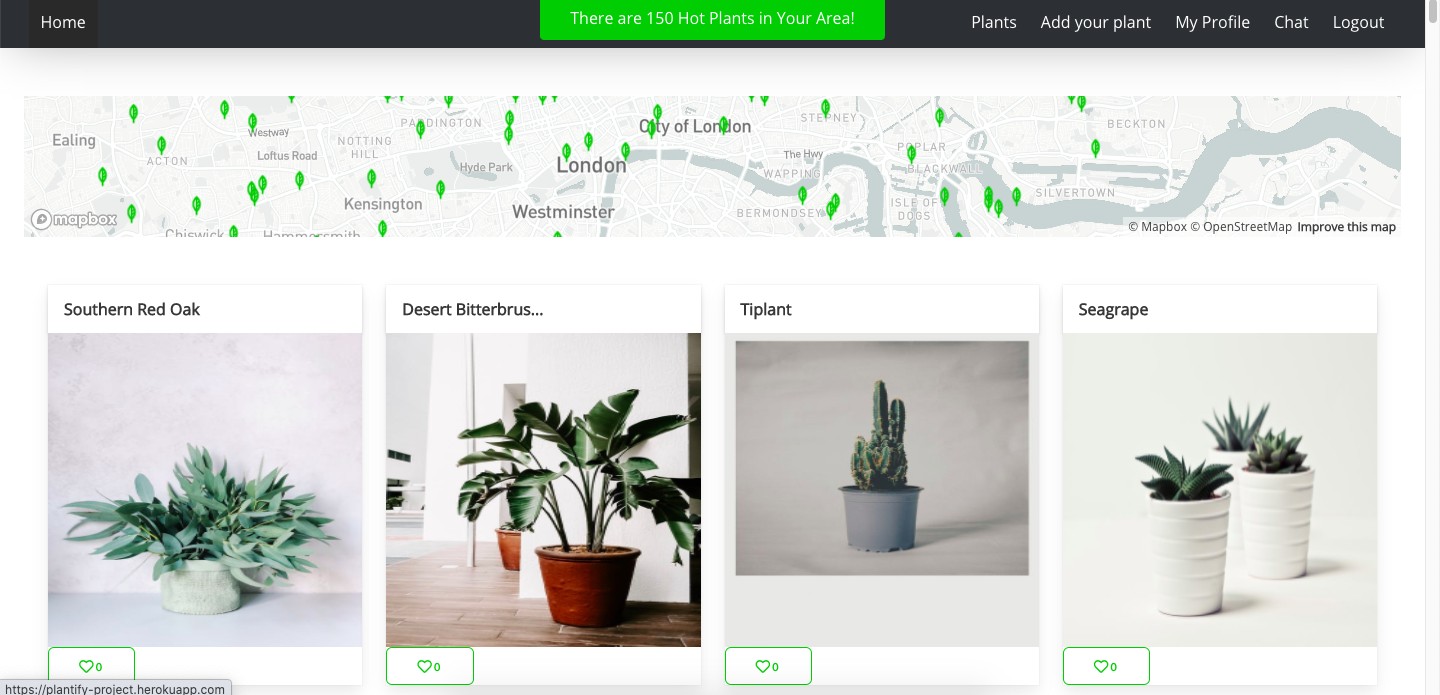 Home
There are 150 Hot Plants in Your Area!
Plants
Add your plant
My Profile
Chat
Logout
Ealing
ACTON
Westway
Loftus Road
NOTTING
HILL
PADDINGTON
Hyde Park
Kensington
City of London
London
Westminster
STEPNEY
The Hwy
WAPPING
BERMONDSEY
POPLAR
BLACKWALL
ISLE OF
DOGS
SILVERTOWN
BECKTON
Chiswick
Hammersmith
mapbox
© Mapbox © OpenStreetMap Improve this map
Southern Red Oak
Desert Bitterbrus...
Tiplant
Seagrape
0
0
0
0
https://plantify-project.herokuapp.com